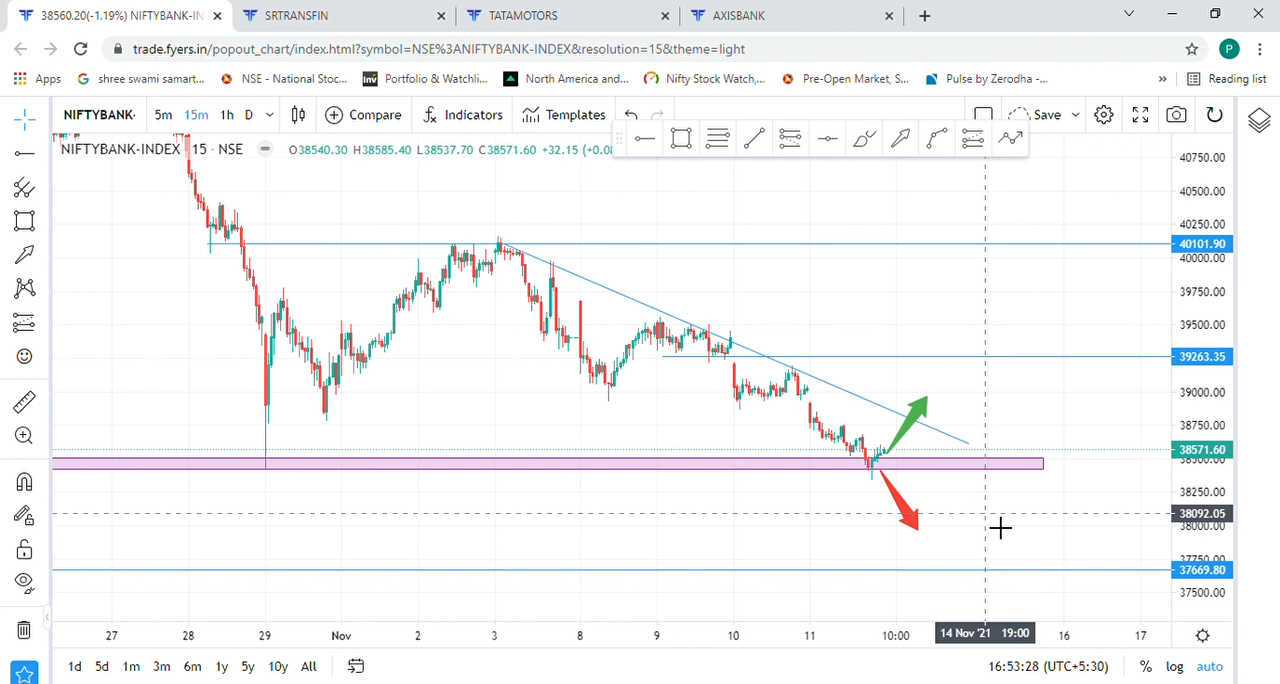 38560.20(-1.19%) NIFTYBANK-IN
SRTRANSFIN
TATAMOTORS
AXISBANK
trade.fyers.in/popout_chart/index.html?symbol=NSE%3ANIFTYBANK-INDEX&resolution=15&theme=light
P
Apps
shree swami samart...
NSE - National Stoc...
Inv
Portfolio & Watchli...
North America and...
Nifty Stock Watch,...
Pre-Open Market, S...
Pulse by Zerodha -...
»
Reading list
NIFTYBANK-
5m
15m
1h
D
Compare
Indicators
Templates
Save
NIFTYBANK-INDEX 15 · NSE
O38540.30 H38585.40 L38537.70 C38571.60 +32.15 (+0.08
40750.00
40500.00
40250.00
40101.90
40000.00
39750.00
39500.00
39263.35
39000.00
38750.00
38571.60
38500.00
38250.00
38092.05
38000.00
37750.00
37669.80
37500.00
27
28
29
Nov
2
3
8
9
10
11
10:00
14 Nov '21 19:00
16
17
1d
5d
1m
3m
6m
1y
5y
10y
All
16:53:28 (UTC+5:30)
%
log
auto